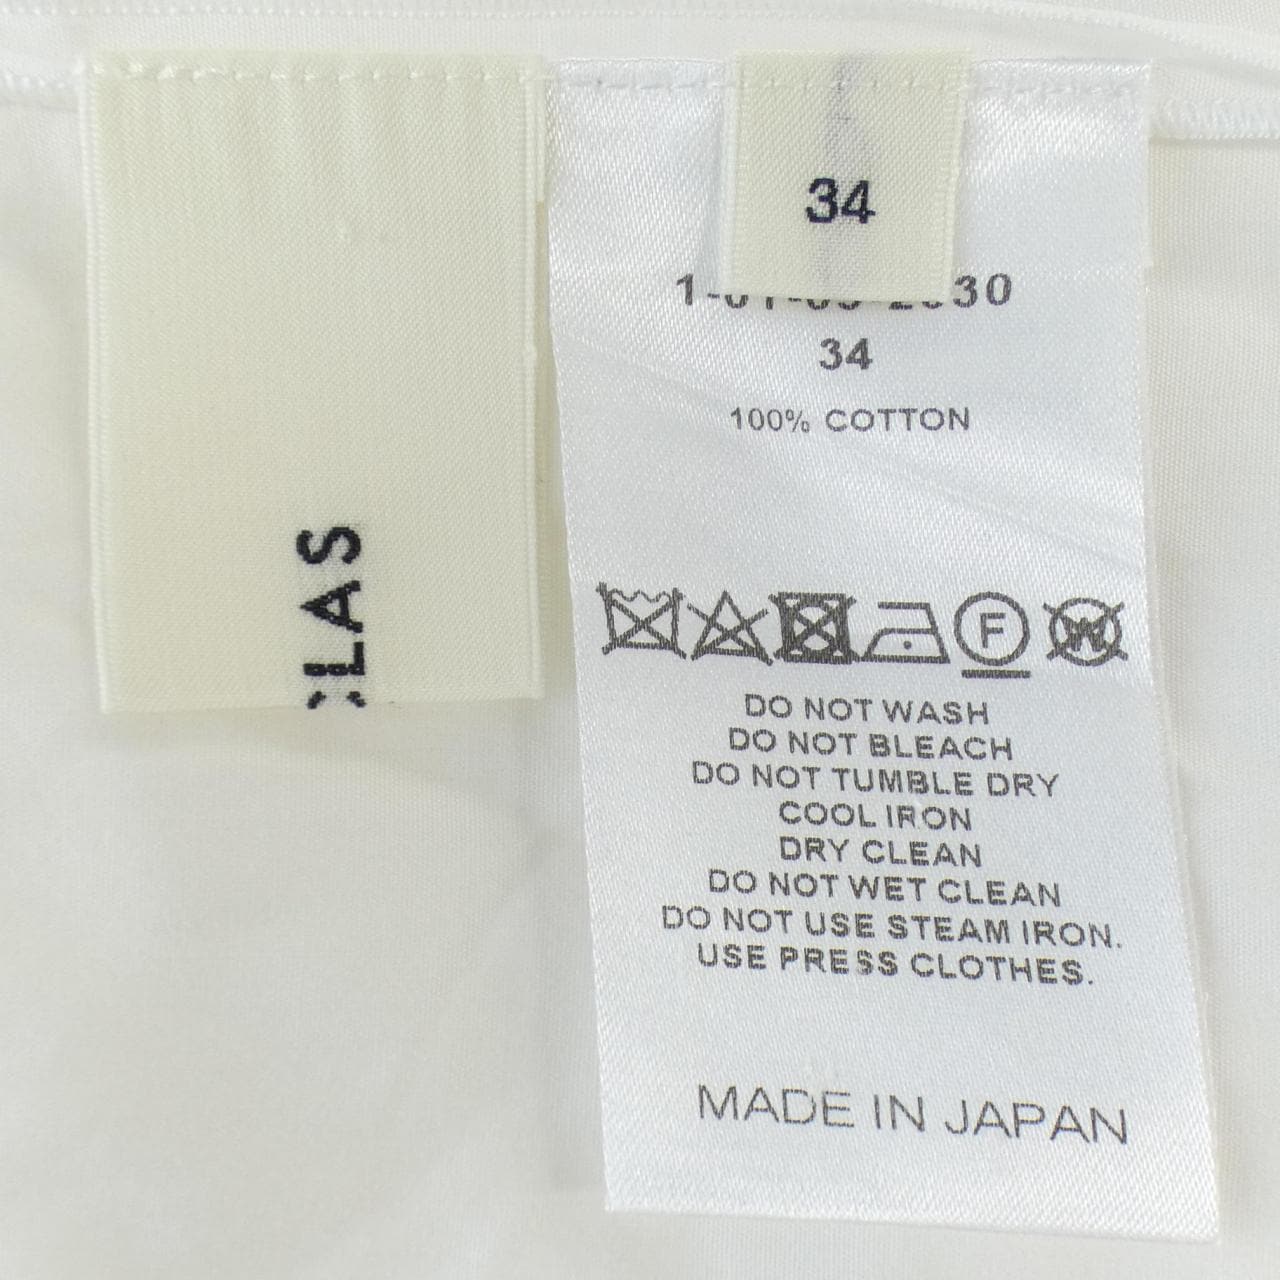 34
34
100% COTTON
LAS
F
W
DO NOT WASH
DO NOT BLEACH
DO NOT TUMBLE DRY
COOL IRON
DRY CLEAN
DO NOT WET CLEAN
DO NOT USE STEAM IRON.
USE PRESS CLOTHES.
MADE IN JAPAN